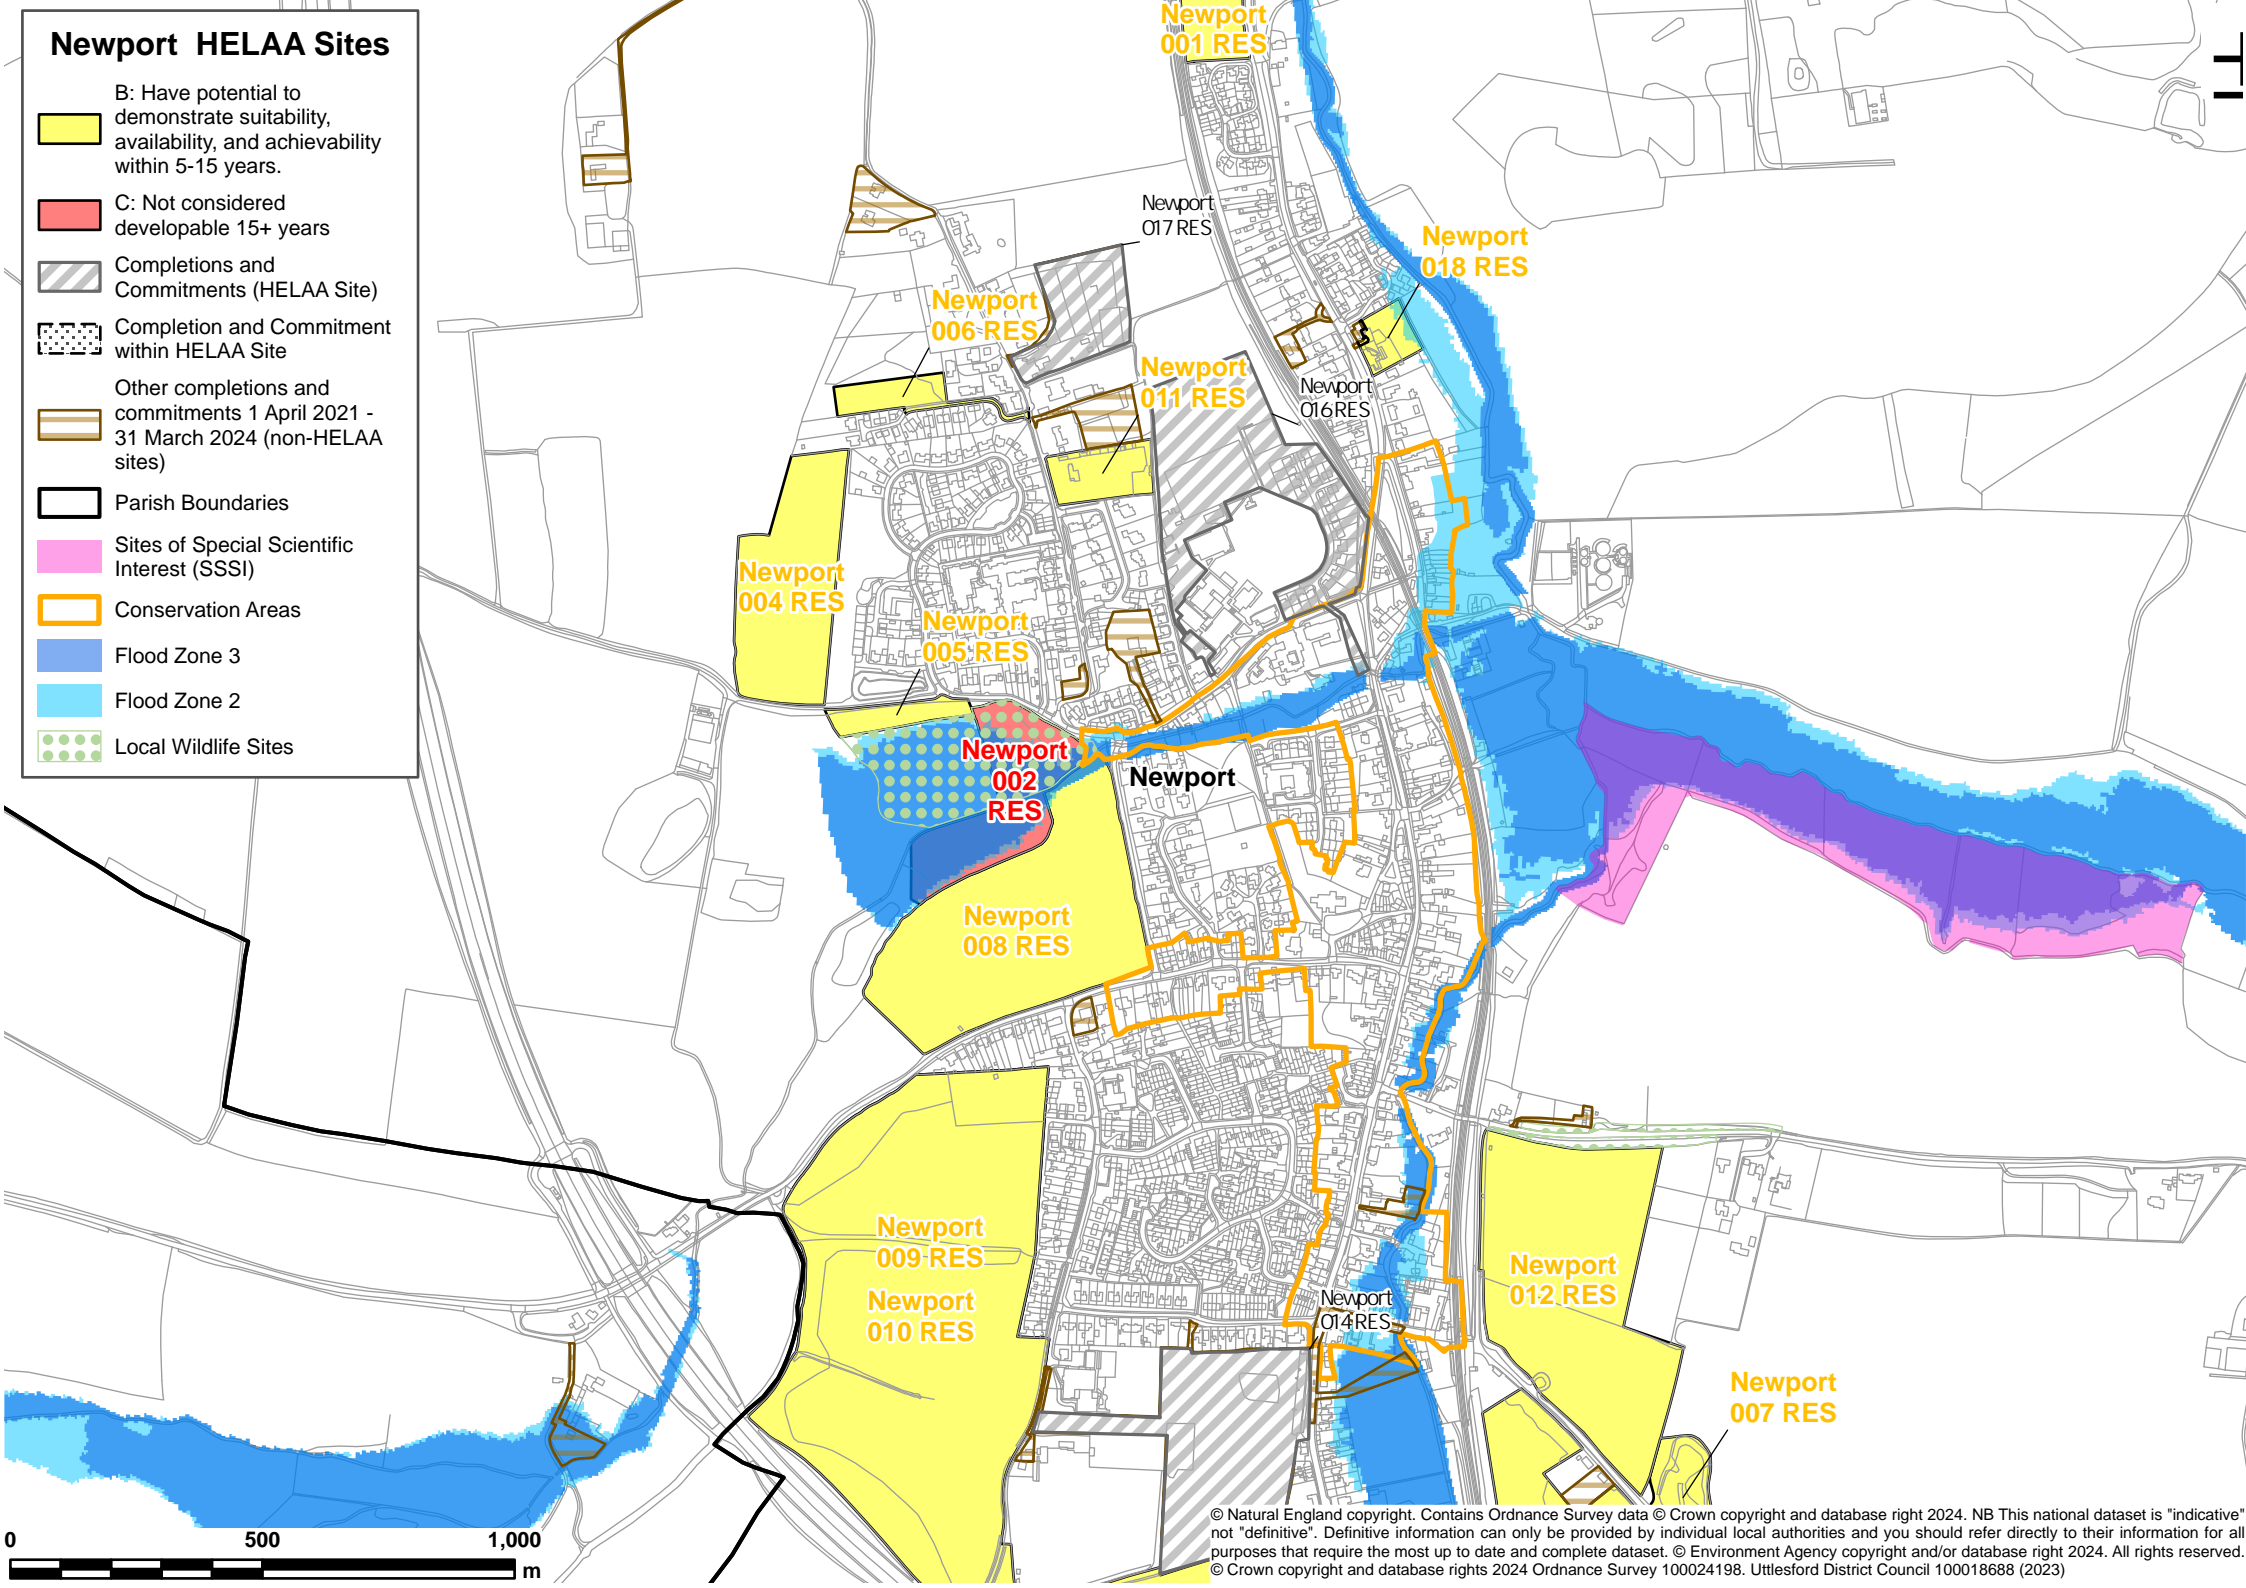 Newport HELAA Sites
B: Have potential to
demonstrate suitability,
availability, and achievability
within 5-15 years.
C: Not considered
developable 15+ years
Completions and
Commitments (HELAA Site)
Completion and Commitment
within HELAA Site
Other completions and
commitments 1 April 2021 -
31 March 2024 (non-HELAA
sites)
Parish Boundaries
Sites of Special Scientific
Interest (SSSI)
Conservation Areas
Flood Zone 3
Flood Zone 2
Local Wildlife Sites
Newport
001 RES
Newport
017 RES
Newport
018 RES
Newport
006 RES
Newport
011 RES
Newport
016 RES
Newport
004 RES
Newport
005 RES
Newport
002
RES
Newport
Newport
008 RES
Newport
009 RES
Newport
010 RES
Newport
012 RES
Newport
014 RES
Newport
007 RES
0 500 1,000
m
© Natural England copyright. Contains Ordnance Survey data © Crown copyright and database right 2024. NB This national dataset is "indicative"
not "definitive". Definitive information can only be provided by individual local authorities and you should refer directly to their information for all
purposes that require the most up to date and complete dataset. © Environment Agency copyright and/or database right 2024. All rights reserved.
© Crown copyright and database rights 2024 Ordnance Survey 100024198. Uttlesford District Council 100018688 (2023)